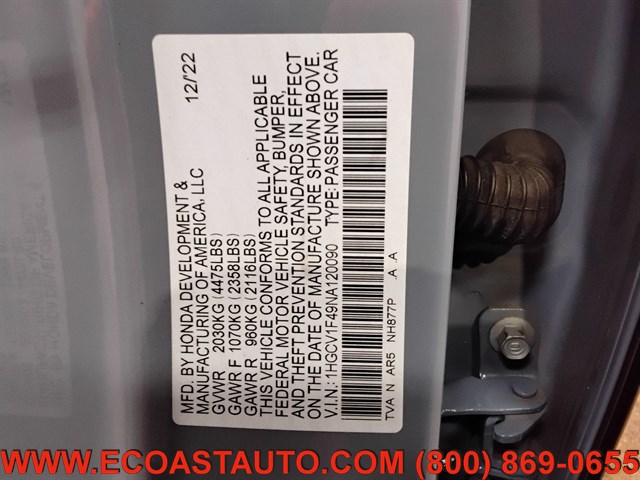 MFD. BY HONDA DEVELOPMENT &
MANUFACTURING OF AMERICA, LLC 12/'22
GVWR 2030KG (4475LBS)
GAWR F 1070KG (2358LBS)
GAWR R 960KG (2116LBS)
THIS VEHICLE CONFORMS TO ALL APPLICABLE
FEDERAL MOTOR VEHICLE SAFETY, BUMPER,
AND THEFT PREVENTION STANDARDS IN EFFECT
ON THE DATE OF MANUFACTURE SHOWN ABOVE.
V.I.N.: 1HGCV1F49NA120090 TYPE: PASSENGER CAR
TVA N AR5 NH877P .A .A
WWW.ECOASTAUTO.COM (800) 869-0655